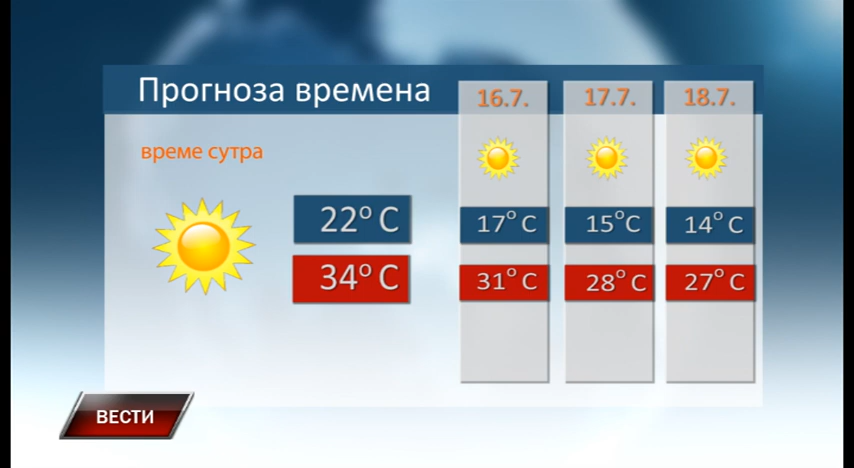 Прогноза времена
време сутра
22° C
34° C
16.7.
17° C
31° C
17.7.
15°C
28° C
18.7.
14° C
27° C
ВЕСТИ